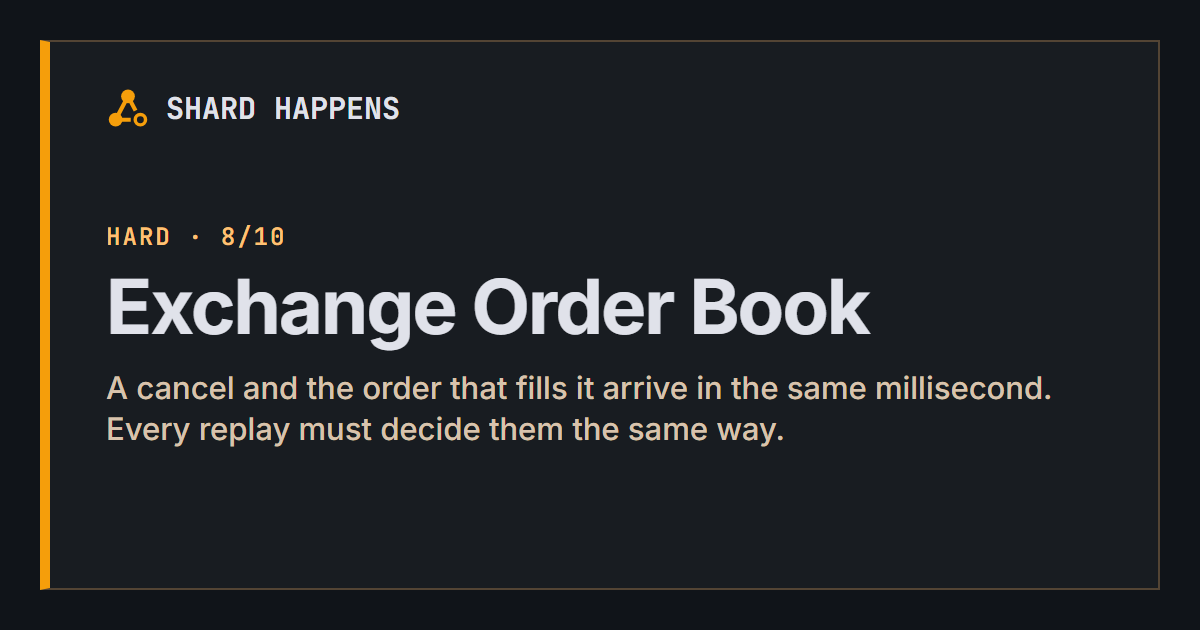 SHARD HAPPENS
HARD · 8/10
Exchange Order Book
A cancel and the order that fills it arrive in the same millisecond.
Every replay must decide them the same way.